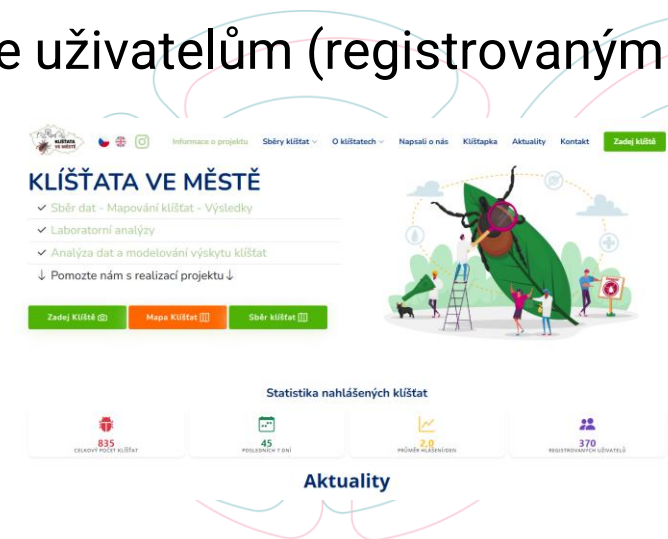 e uživatelům (registrovaným
KLÍŠŤATA
VE MĚSTĚ
Informace o projektu Sběry klíšťat O klíšťatech Napsali o nás Klíšťapka Aktuality Kontakt Zadej klíště
KLÍŠŤATA VE MĚSTĚ
✓ Sběr dat - Mapování klíšťat - Výsledky
✓ Laboratorní analýzy
✓ Analýza dat a modelování výskytu klíšťat
↓ Pomozte nám s realizací projektu ↓
Zadej Klíště Mapa Klíšťat Sběr klíšťat
Statistika nahlášených klíšťat
835 45 2,0 370
CELKOVÝ POČET KLÍŠŤAT POSLEDNÍCH 7 DNÍ PRŮMĚR HLÁŠENÍ/DEN REGISTROVANÝCH UŽIVATELŮ
Aktuality